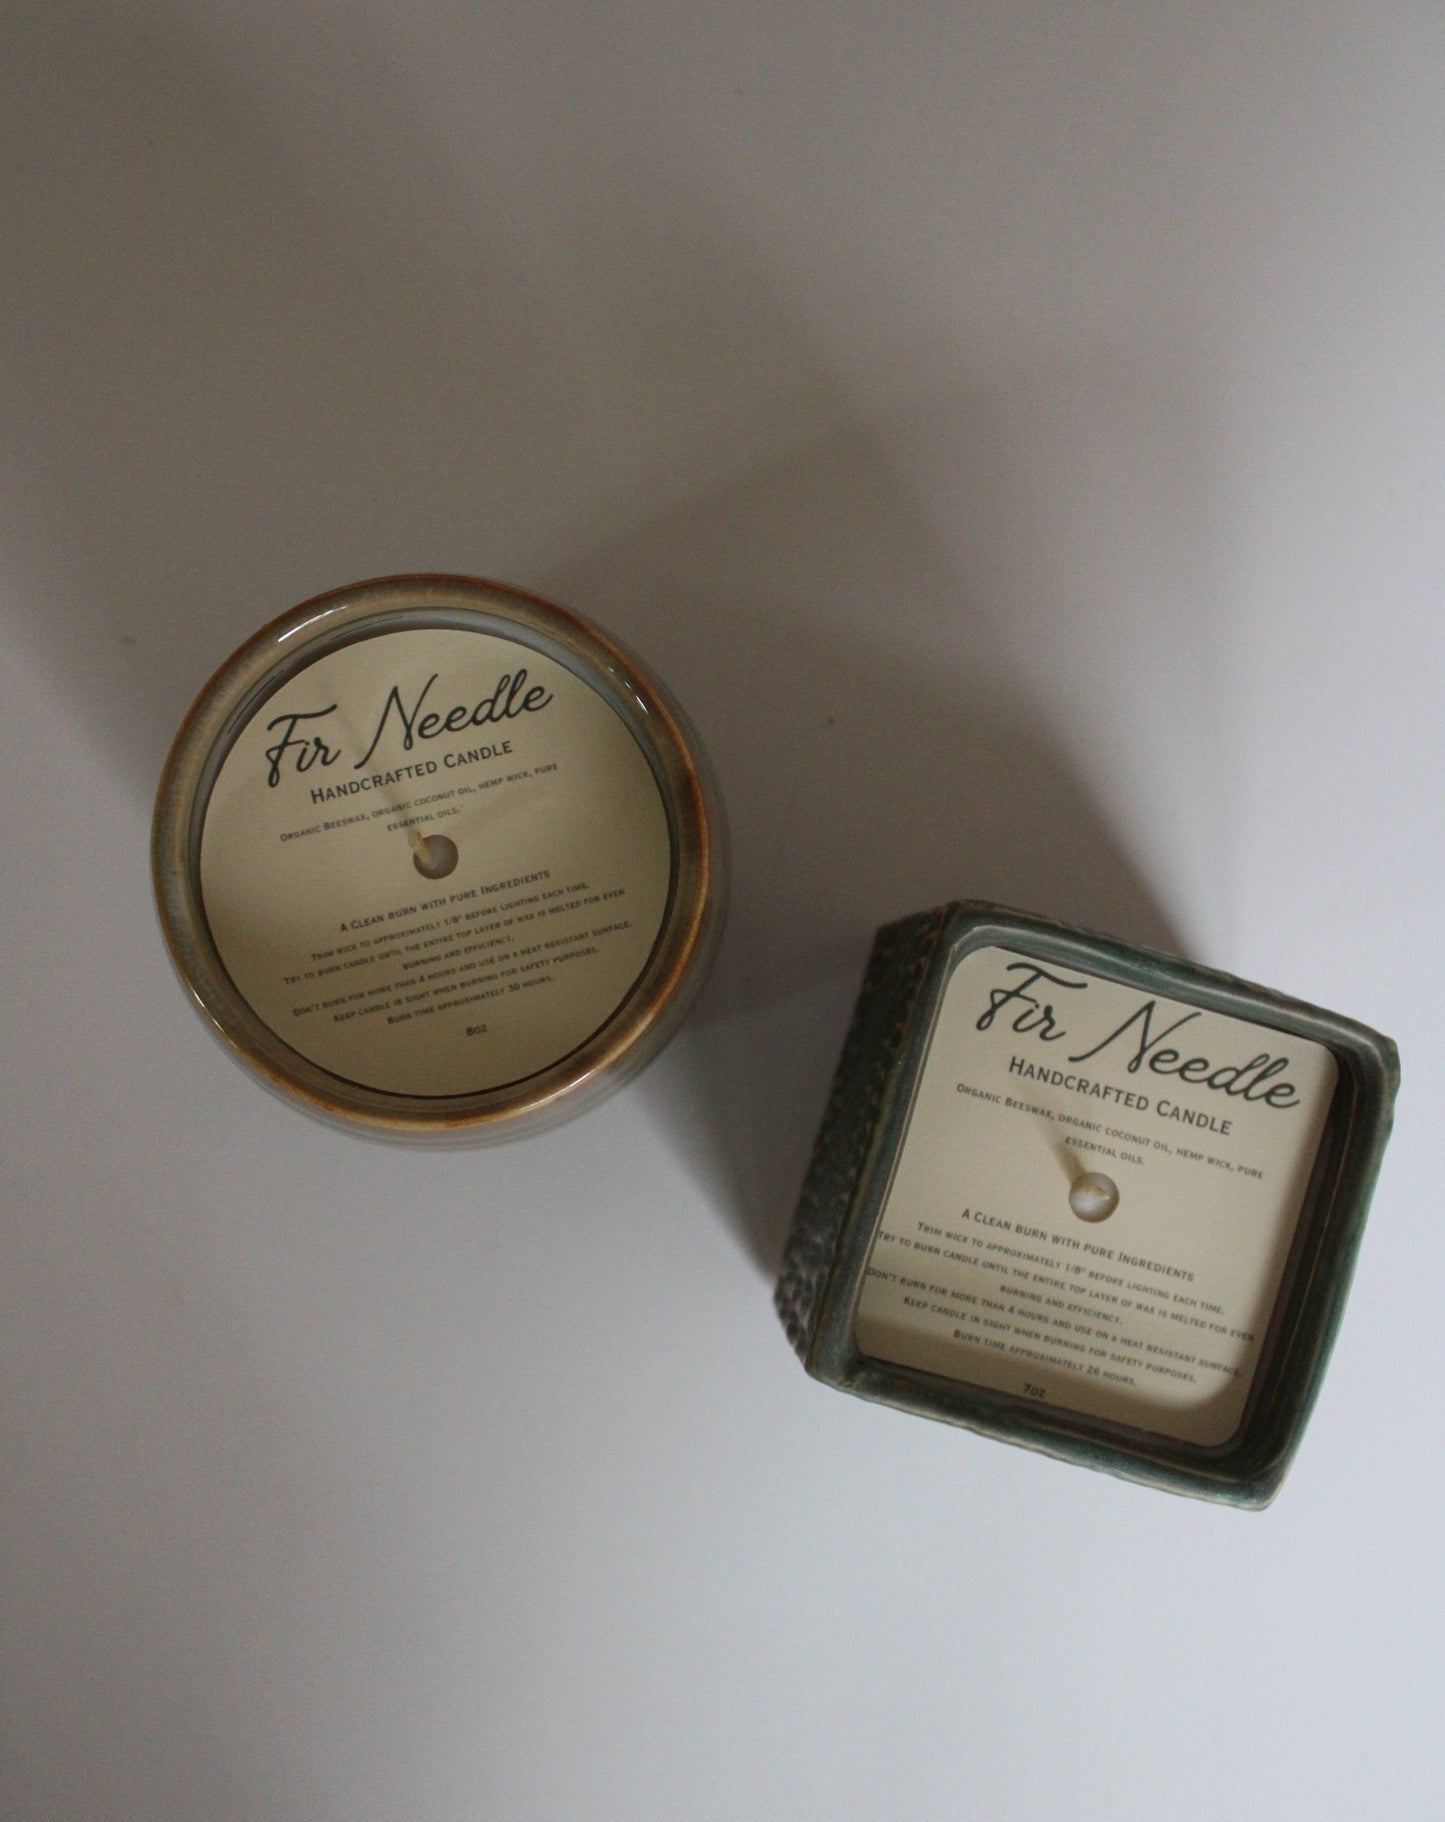 Fir Needle
Handcrafted Candle
Organic Beeswax, organic coconut oil, hemp wick, pure
essential oils.
A Clean burn with pure Ingredients
Trim wick to approximately 1/8" before lighting each time.
Try to burn candle until the entire top layer of wax is melted for even
burning and efficiency.
Don't burn for more than 4 hours and use on a heat resistant surface.
Keep candle in sight when burning for safety purposes.
Burn time approximately 30 hours.
8oz
Fir Needle
Handcrafted Candle
Organic Beeswax, organic coconut oil, hemp wick, pure
essential oils.
A Clean burn with pure Ingredients
Trim wick to approximately 1/8" before lighting each time.
Try to burn candle until the entire top layer of wax is melted for even
burning and efficiency.
Don't burn for more than 4 hours and use on a heat resistant surface.
Keep candle in sight when burning for safety purposes.
Burn time approximately 26 hours.
7oz